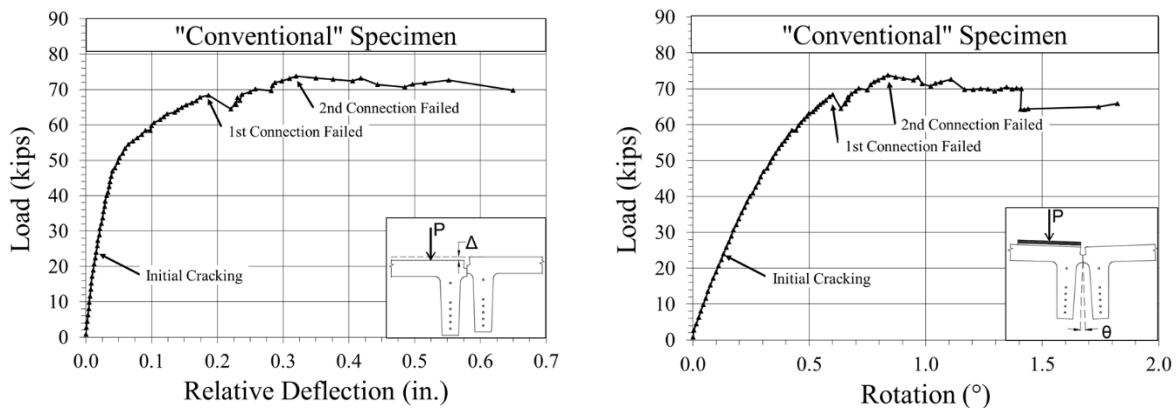 "Conventional" Specimen
Load (kips)
90
80
70
60
50
40
30
20
10
0
1st Connection Failed
2nd Connection Failed
Initial Cracking
P
Δ
0.0 0.1 0.2 0.3 0.4 0.5 0.6 0.7
Relative Deflection (in.)
"Conventional" Specimen
Load (kips)
90
80
70
60
50
40
30
20
10
0
2nd Connection Failed
1st Connection Failed
Initial Cracking
P
θ
0.0 0.5 1.0 1.5 2.0
Rotation (°)